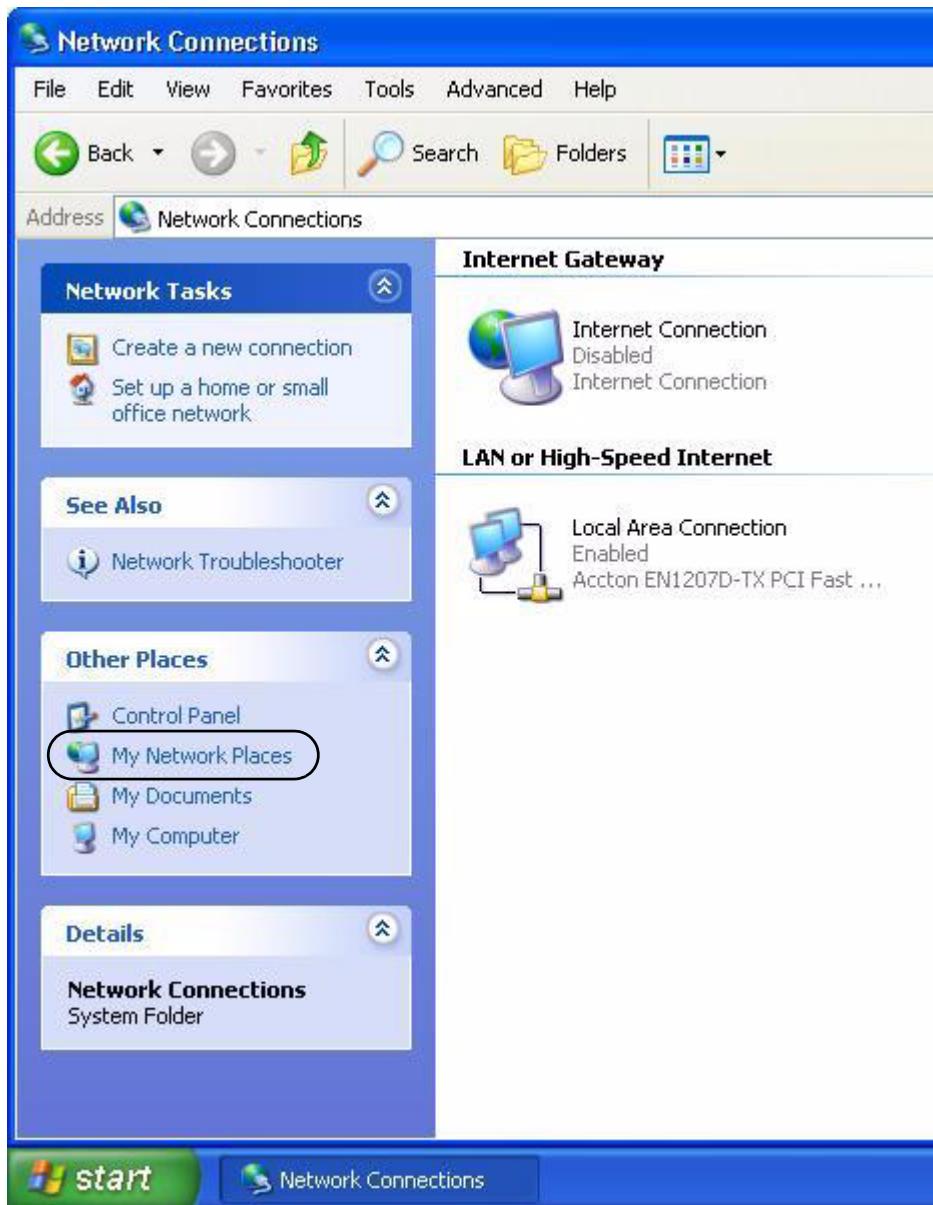 Network Connections
File Edit View Favorites Tools Advanced Help
Back Search Folders
Address Network Connections
Network Tasks
Create a new connection
Set up a home or small
office network
See Also
Network Troubleshooter
Other Places
Control Panel
My Network Places
My Documents
My Computer
Details
Network Connections
System Folder
Internet Gateway
Internet Connection
Disabled
Internet Connection
LAN or High-Speed Internet
Local Area Connection
Enabled
Accton EN1207D-TX PCI Fast ...
start Network Connections